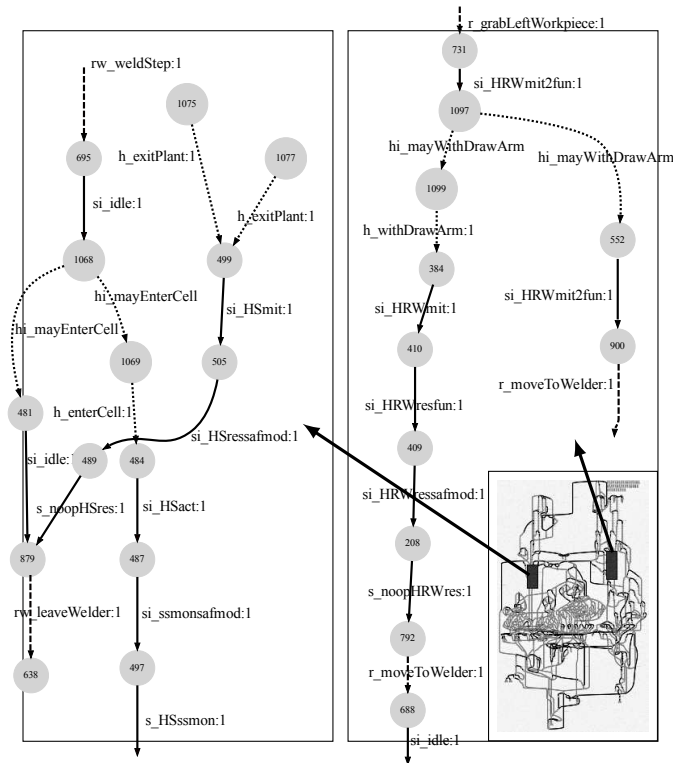 rw_weldStep:1
1075
h_exitPlant:1
1077
695
si_idle:1
h_exitPlant:1
1068
499
hi_mayEnterCell
si_HSmit:1
hi_mayEnterCell
1069
505
481
h_enterCell:1
si_HSressafmod:1
si_idle:1
489
484
s_noopHSres:1
si_HSact:1
879
487
rw_leaveWelder:1
si_ssmonsafmod:1
638
497
s_HSssmon:1
r_grabLeftWorkpiece:1
731
si_HRWmit2fun:1
1097
hi_mayWithDrawArm
hi_mayWithDrawArm
1099
h_withDrawArm:1
552
384
si_HRWmit2fun:1
si_HRWmit:1
410
900
r_moveToWelder:1
si_HRWresfun:1
409
si_HRWressafmod:1
208
s_noopHRWres:1
792
r_moveToWelder:1
688
si_idle:1